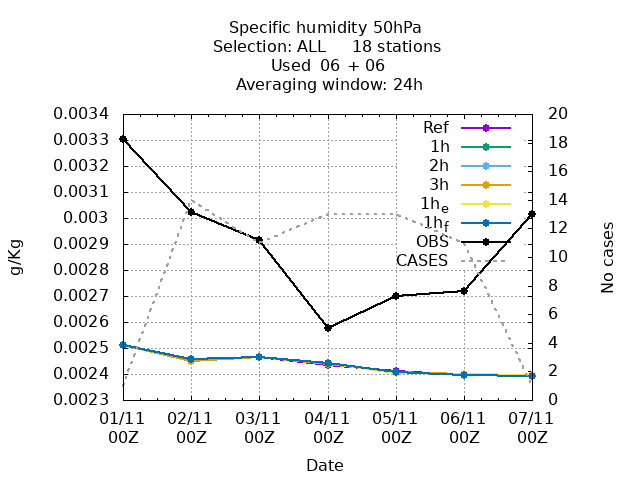 Specific humidity 50hPa
Selection: ALL     18 stations
Used  06 + 06
Averaging window: 24h
0.0034
0.0033
0.0032
0.0031
0.003
0.0029
0.0028
0.0027
0.0026
0.0025
0.0024
0.0023
g/Kg
Ref
1h
2h
3h
1he
1hf
OBS
CASES
20
18
16
14
12
10
8
6
4
2
0
No cases
01/11 02/11 03/11 04/11 05/11 06/11 07/11
00Z 00Z 00Z 00Z 00Z 00Z 00Z
Date